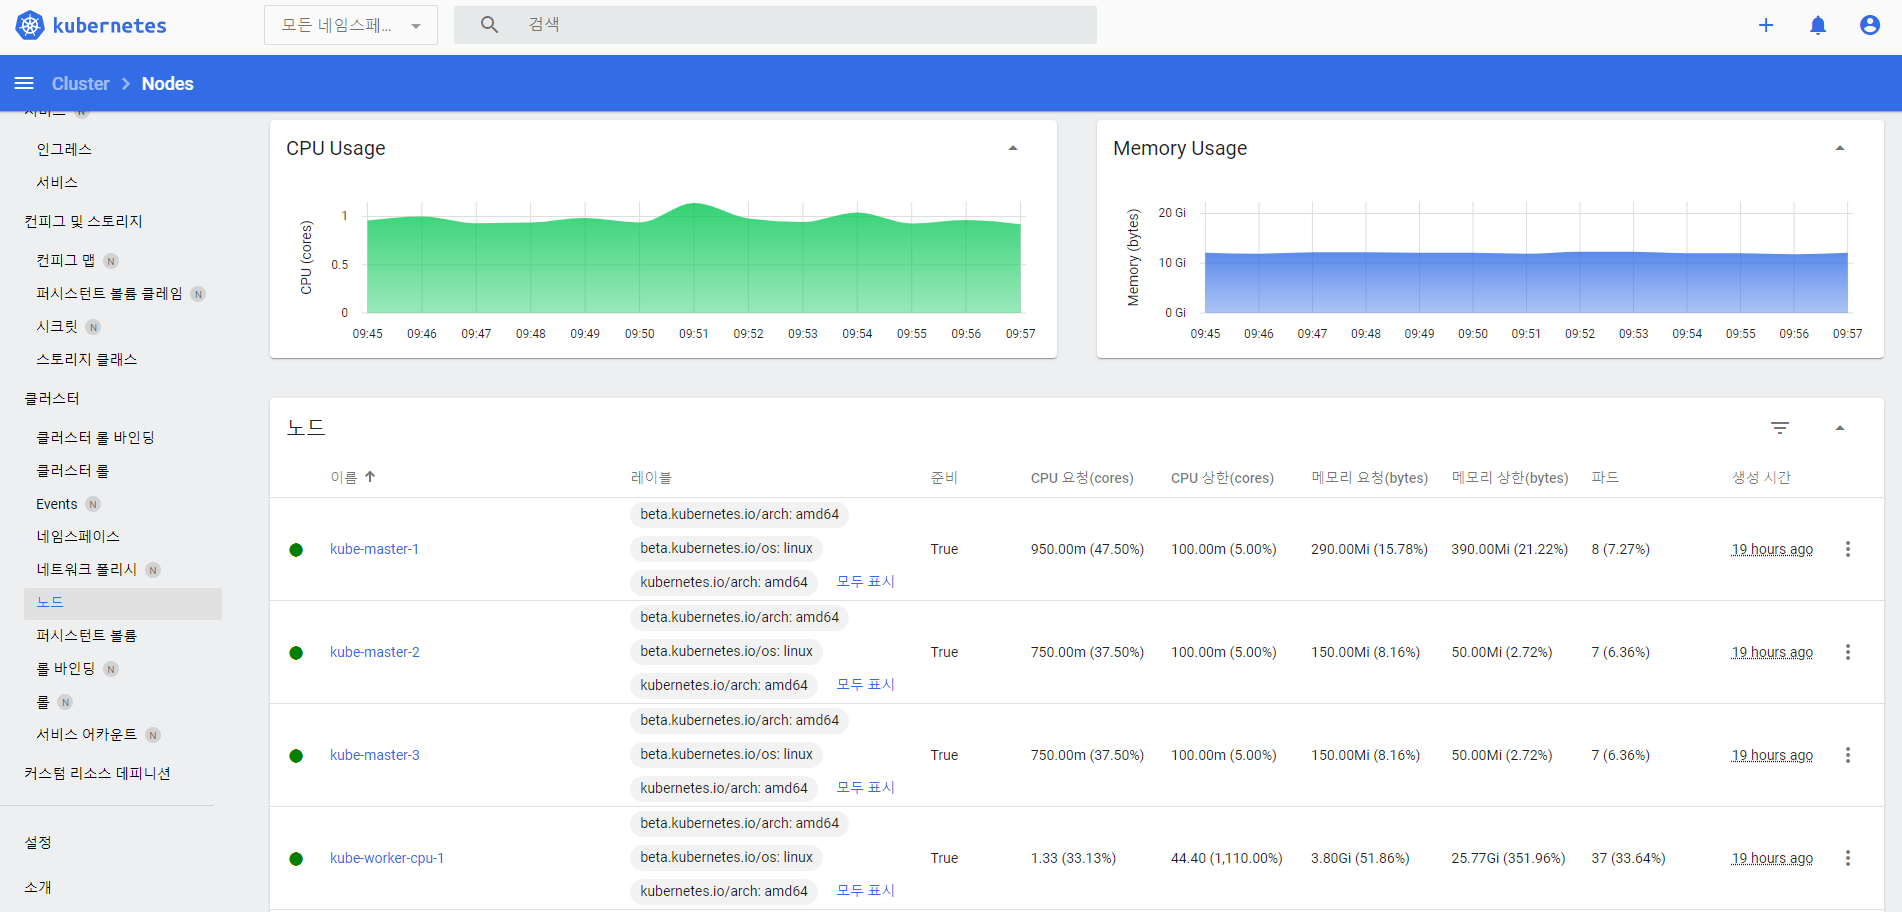 kubernetes
모든 네임스페...
검색
Cluster
Nodes
서비스 N
인그레스
서비스
컨피그 및 스토리지
컨피그 맵 N
퍼시스턴트 볼륨 클레임 N
시크릿 N
스토리지 클래스
클러스터
클러스터 롤 바인딩
클러스터 롤
Events N
네임스페이스
네트워크 폴리시 N
노드
퍼시스턴트 볼륨
롤 바인딩 N
롤 N
서비스 어카운트 N
커스텀 리소스 데피니션
설정
소개
CPU Usage
CPU (cores)
1
0.5
0
09:45 09:46 09:47 09:48 09:49 09:50 09:51 09:52 09:53 09:54 09:55 09:56 09:57
Memory Usage
Memory (bytes)
20 Gi
10 Gi
0 Gi
09:45 09:46 09:47 09:48 09:49 09:50 09:51 09:52 09:53 09:54 09:55 09:56 09:57
노드
이름 레이블 준비 CPU 요청(cores) CPU 상한(cores) 메모리 요청(bytes) 메모리 상한(bytes) 파드 생성 시간
beta.kubernetes.io/arch: amd64
beta.kubernetes.io/os: linux
kube-master-1 True 950.00m (47.50%) 100.00m (5.00%) 290.00Mi (15.78%) 390.00Mi (21.22%) 8 (7.27%) 19 hours ago
kubernetes.io/arch: amd64 모두 표시
beta.kubernetes.io/arch: amd64
beta.kubernetes.io/os: linux
kube-master-2 True 750.00m (37.50%) 100.00m (5.00%) 150.00Mi (8.16%) 50.00Mi (2.72%) 7 (6.36%) 19 hours ago
kubernetes.io/arch: amd64 모두 표시
beta.kubernetes.io/arch: amd64
beta.kubernetes.io/os: linux
kube-master-3 True 750.00m (37.50%) 100.00m (5.00%) 150.00Mi (8.16%) 50.00Mi (2.72%) 7 (6.36%) 19 hours ago
kubernetes.io/arch: amd64 모두 표시
beta.kubernetes.io/arch: amd64
beta.kubernetes.io/os: linux
kube-worker-cpu-1 True 1.33 (33.13%) 44.40 (1,110.00%) 3.80Gi (51.86%) 25.77Gi (351.96%) 37 (33.64%) 19 hours ago
kubernetes.io/arch: amd64 모두 표시